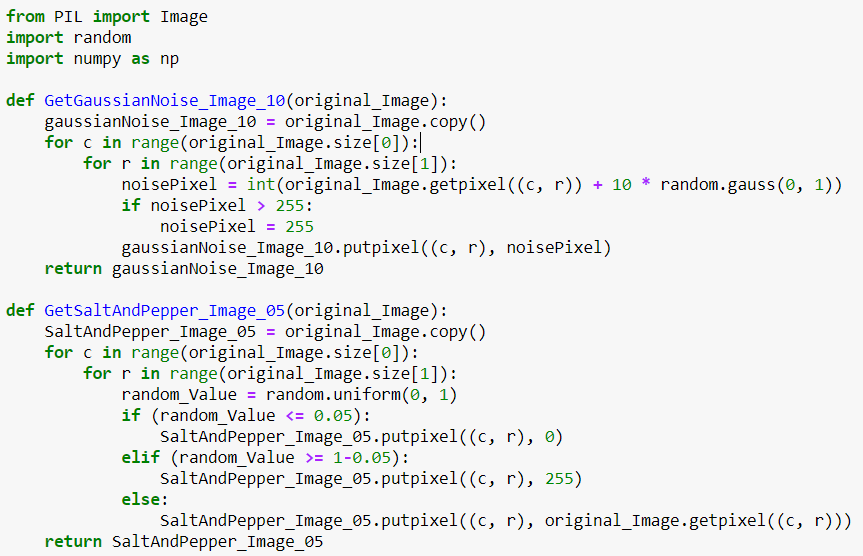 from PIL import Image
import random
import numpy as np

def GetGaussianNoise_Image_10(original_Image):
    gaussianNoise_Image_10 = original_Image.copy()
    for c in range(original_Image.size[0]):
        for r in range(original_Image.size[1]):
            noisePixel = int(original_Image.getpixel((c, r)) + 10 * random.gauss(0, 1))
            if noisePixel > 255:
                noisePixel = 255
            gaussianNoise_Image_10.putpixel((c, r), noisePixel)
    return gaussianNoise_Image_10

def GetSaltAndPepper_Image_05(original_Image):
    SaltAndPepper_Image_05 = original_Image.copy()
    for c in range(original_Image.size[0]):
        for r in range(original_Image.size[1]):
            random_Value = random.uniform(0, 1)
            if (random_Value <= 0.05):
                SaltAndPepper_Image_05.putpixel((c, r), 0)
            elif (random_Value >= 1-0.05):
                SaltAndPepper_Image_05.putpixel((c, r), 255)
            else:
                SaltAndPepper_Image_05.putpixel((c, r), original_Image.getpixel((c, r)))
    return SaltAndPepper_Image_05